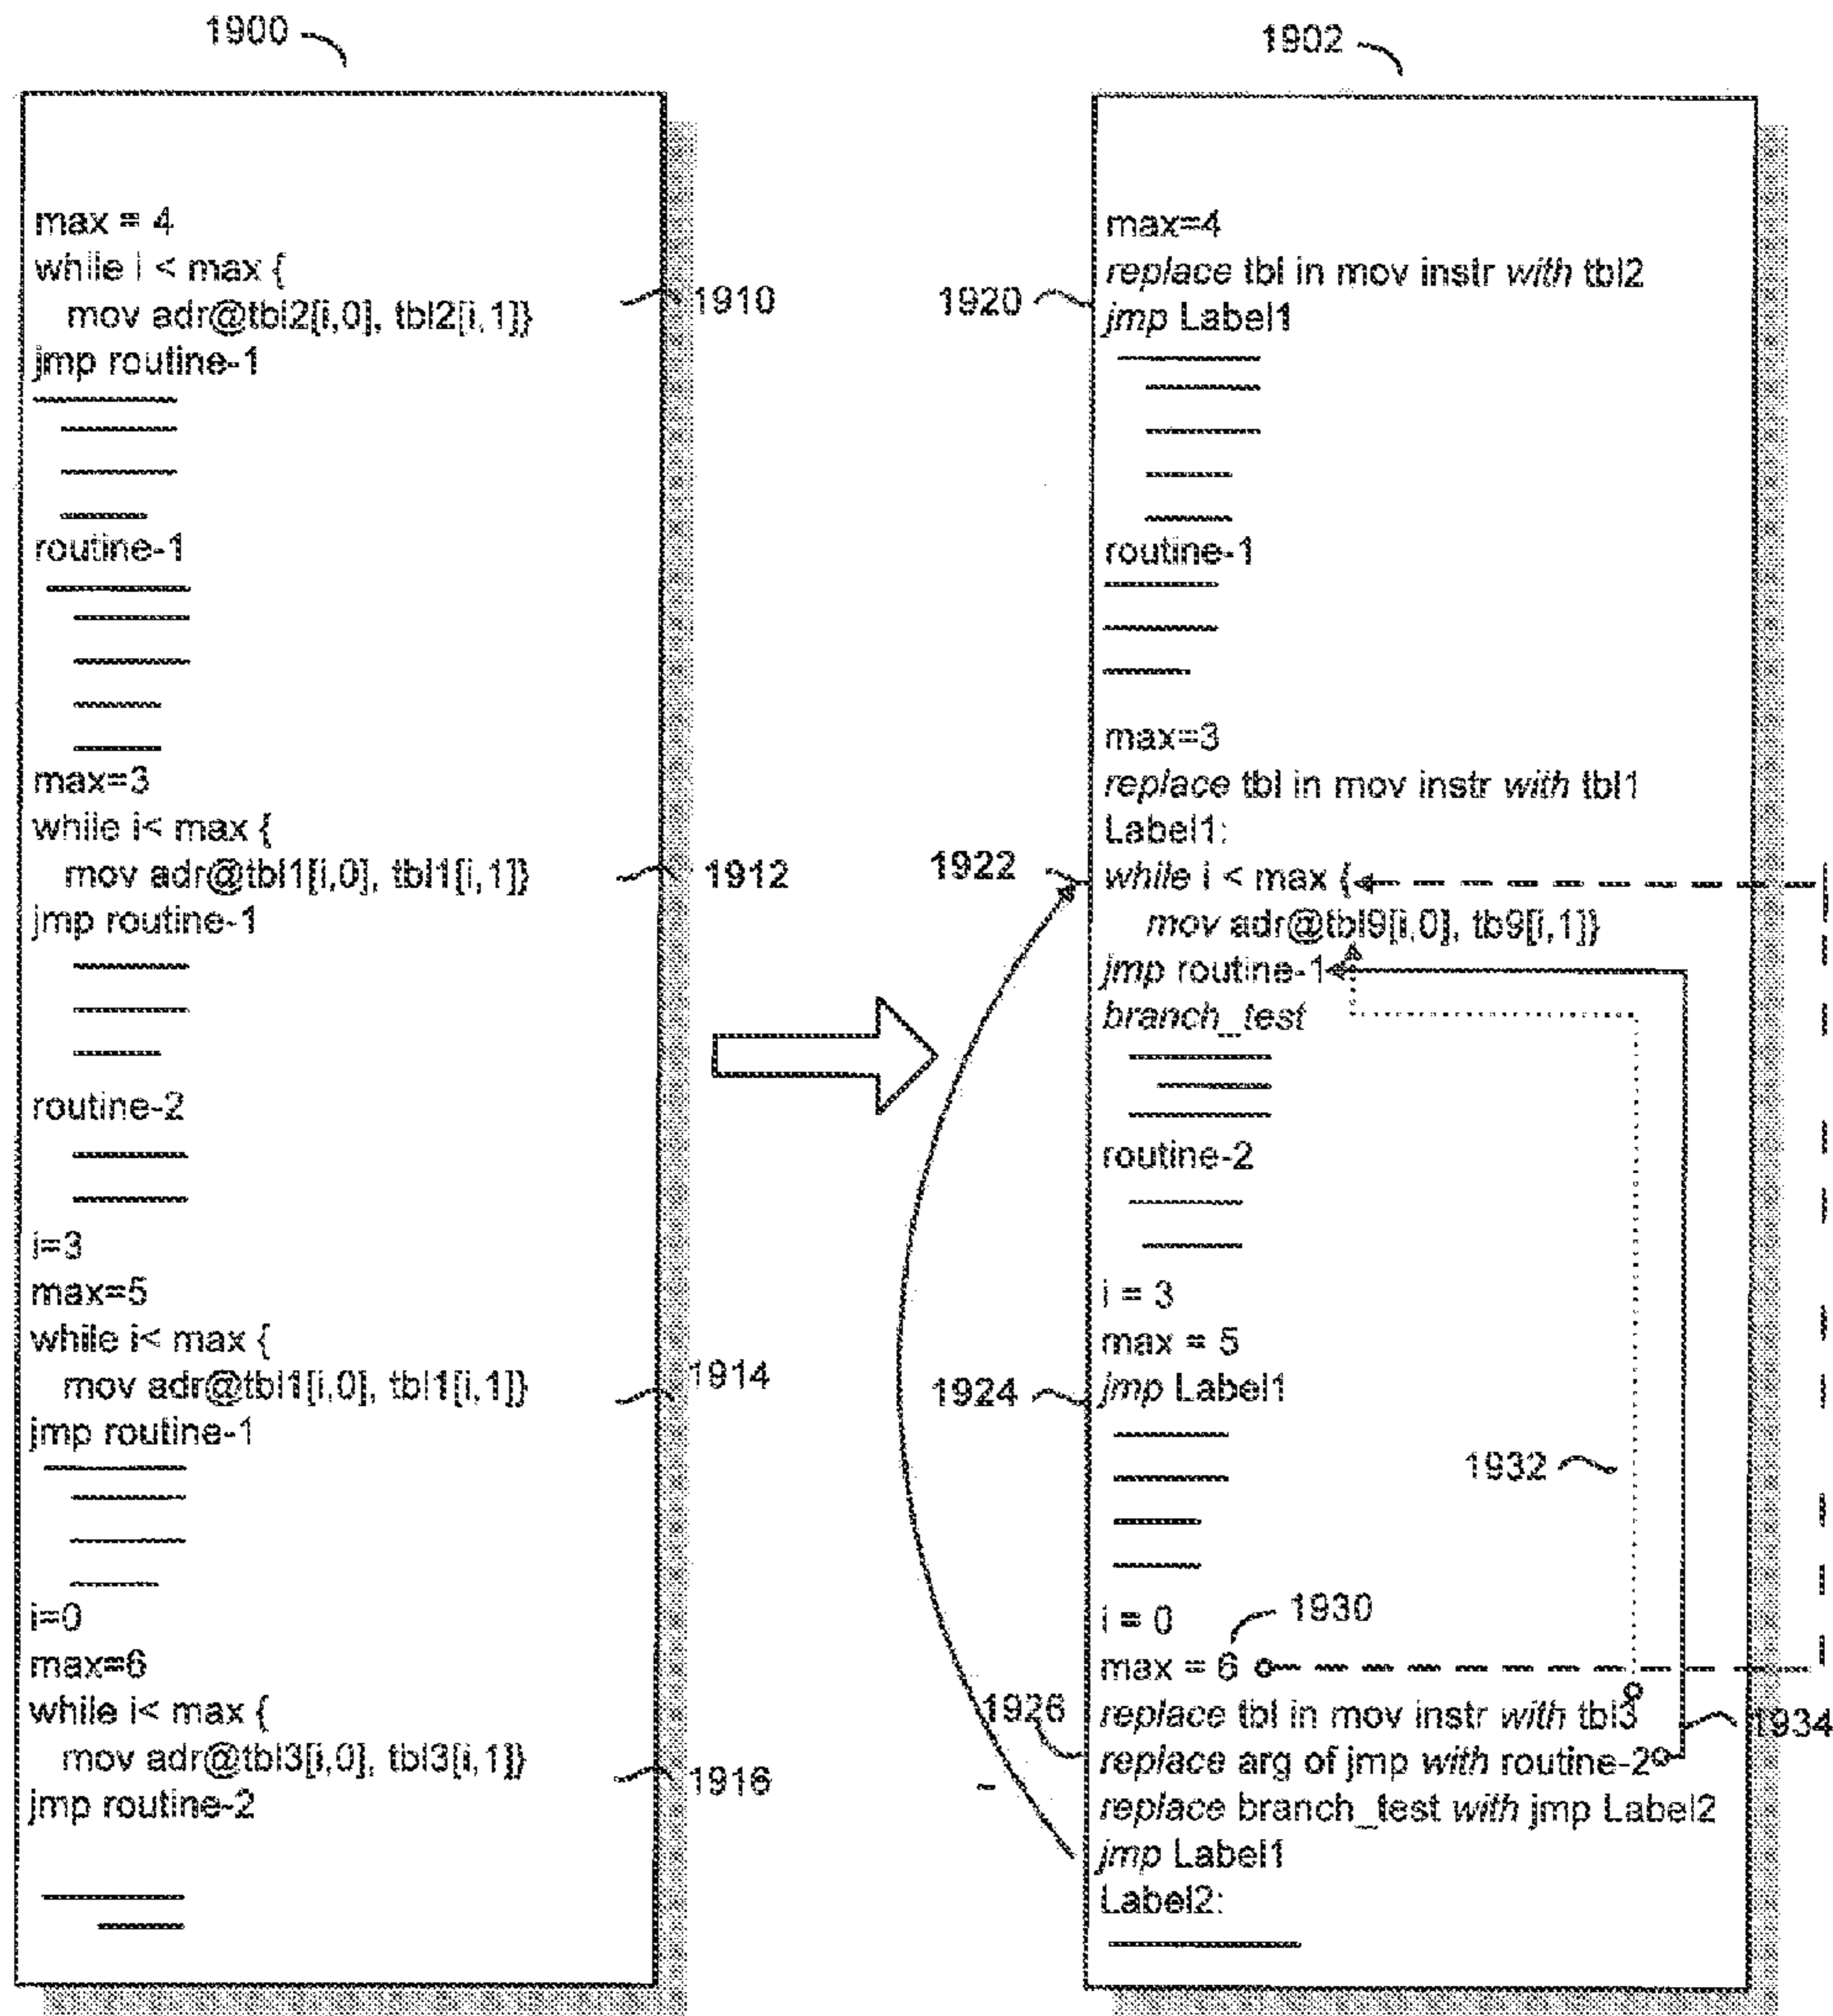 1900
max = 4
while i < max {
mov adr@tbl2[i,0], tbl2[i,1]}
1910
jmp routine-1
routine-1
max=3
while i< max {
mov adr@tbl1[i,0], tbl1[i,1]}
1912
jmp routine-1
routine-2
i=3
max=5
while i< max {
mov adr@tbl1[i,0], tbl1[i,1]}
1914
jmp routine-1
i=0
max=6
while i< max {
mov adr@tbl3[i,0], tbl3[i,1]}
1916
jmp routine-2
1902
max=4
replace tbl in mov instr with tbl2
1920
jmp Label1
routine-1
max=3
replace tbl in mov instr with tbl1
Label1:
1922
while i < max {
mov adr@tbl9[i,0], tb9[i,1]}
jmp routine-1
branch_test
routine-2
i = 3
max = 5
1924
jmp Label1
1932
i = 0
1930
max = 6
1926
replace tbl in mov instr with tbl3
1934
replace arg of jmp with routine-2
replace branch_test with jmp Label2
jmp Label1
Label2: